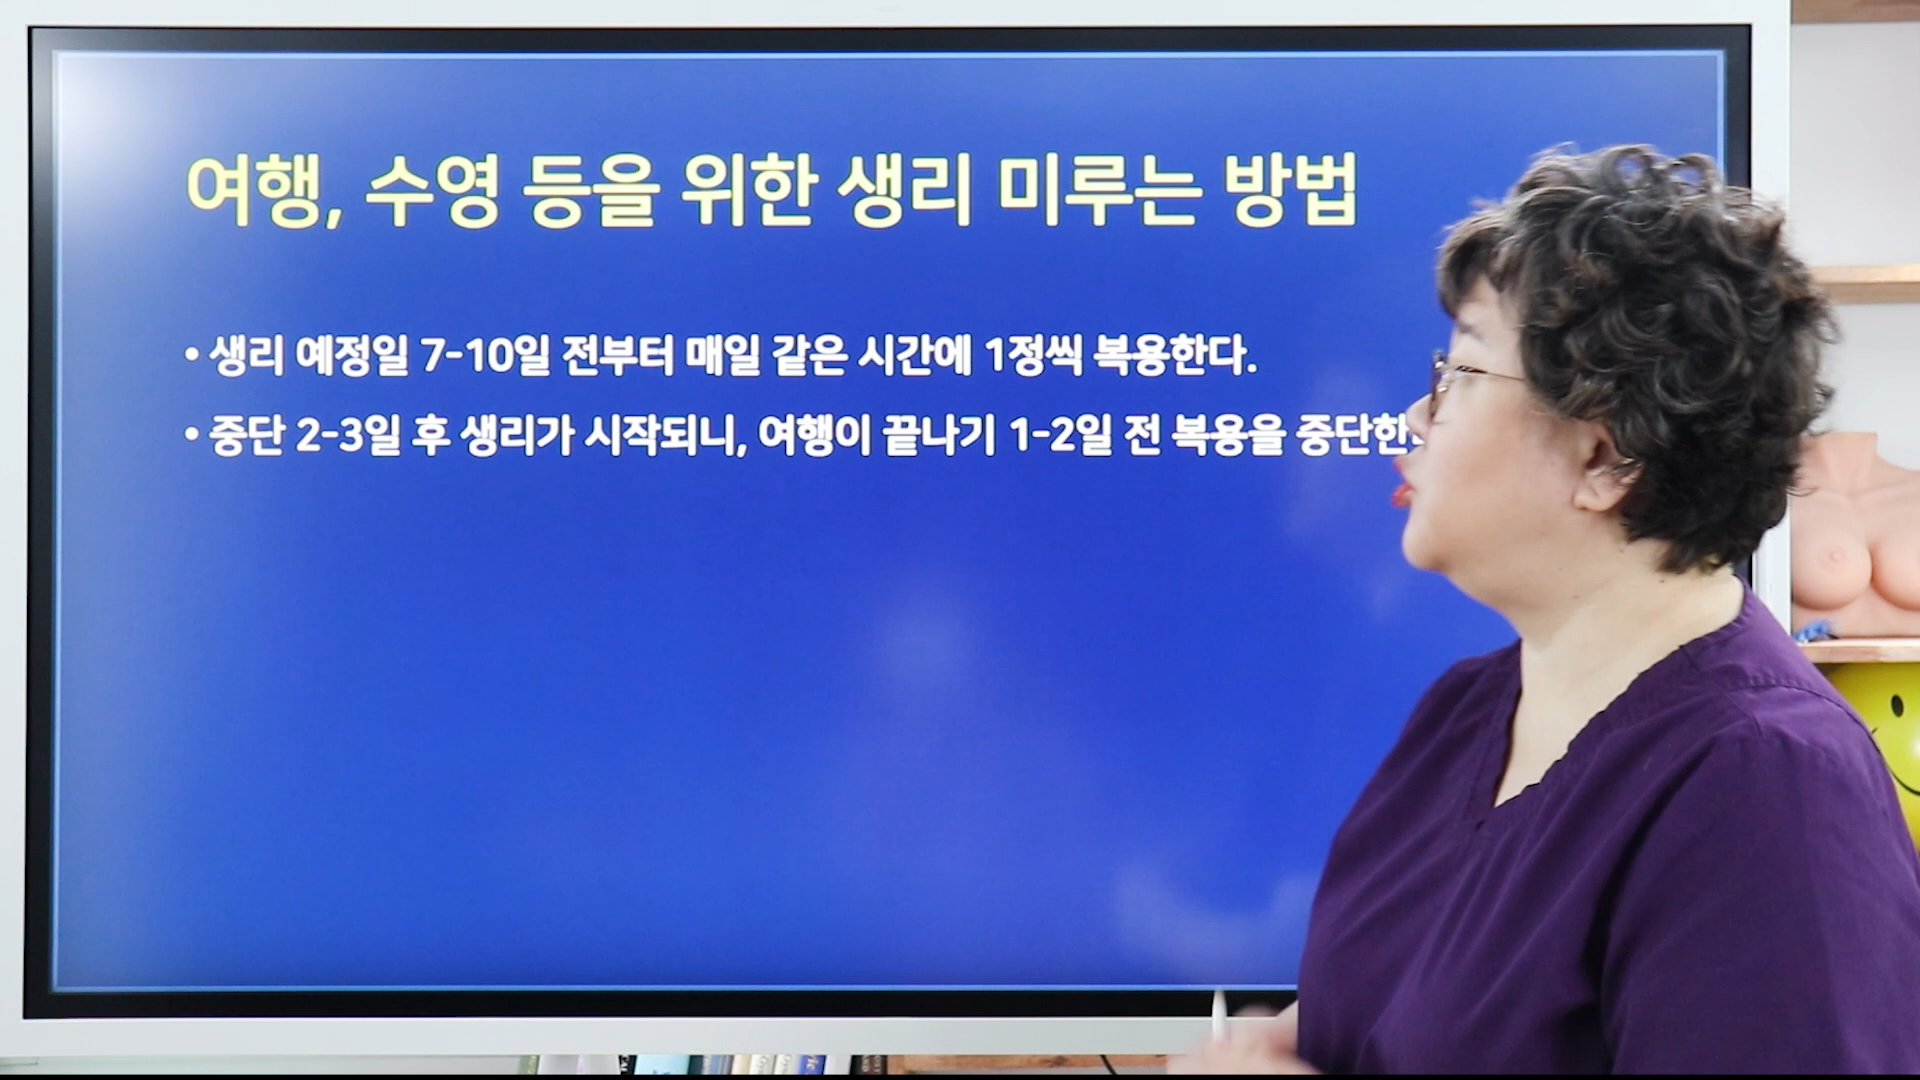 여행, 수영 등을 위한 생리 미루는 방법
• 생리 예정일 7-10일 전부터 매일 같은 시간에 1정씩 복용한다.
• 중단 2-3일 후 생리가 시작되니, 여행이 끝나기 1-2일 전 복용을 중단한